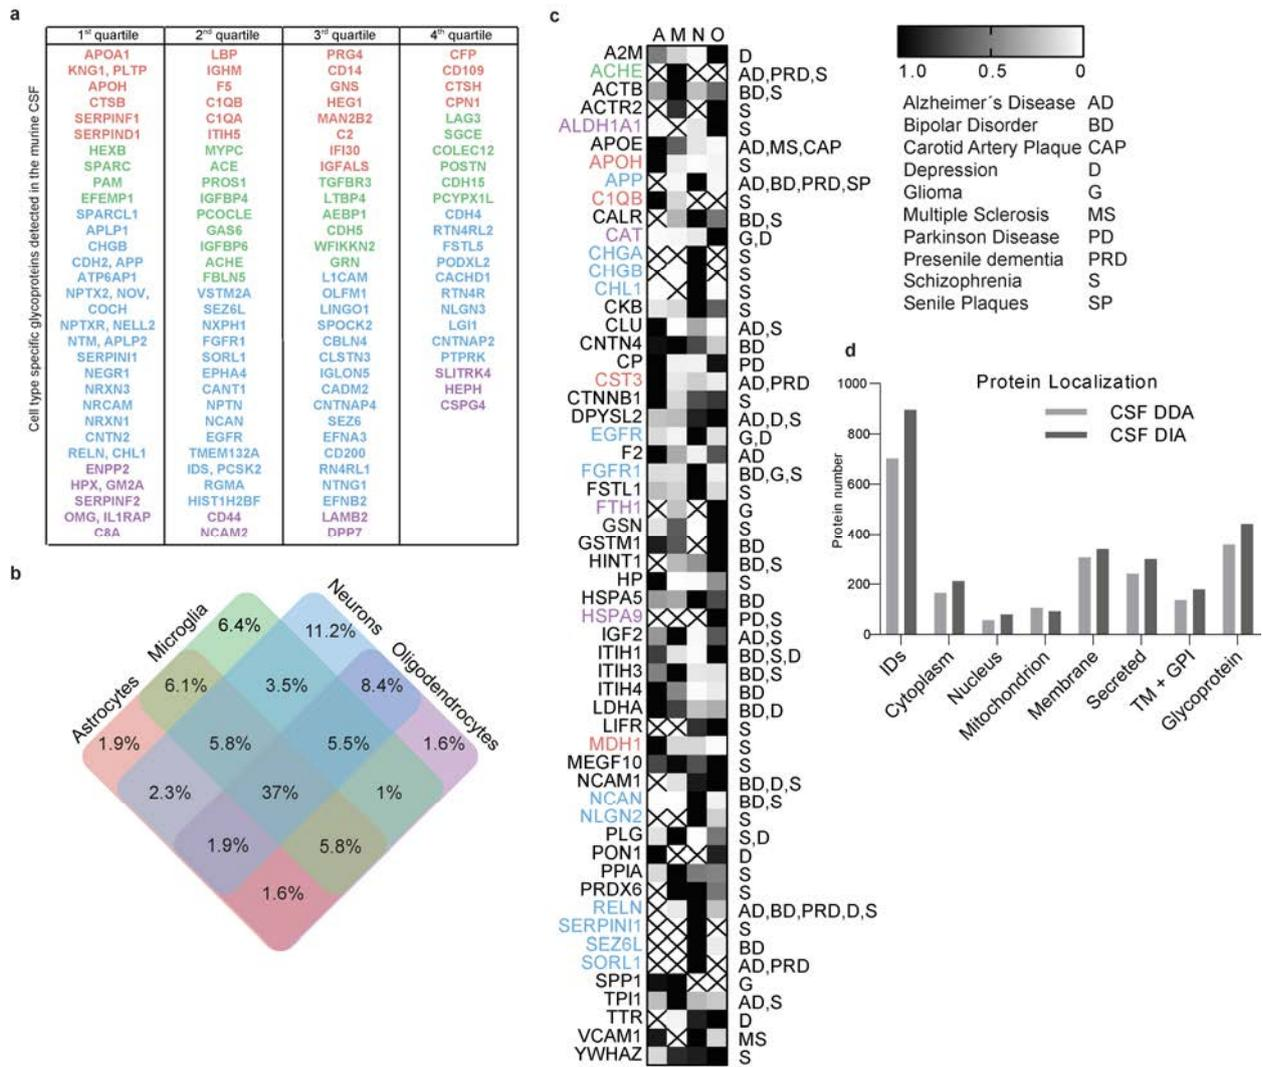 a
Cell type specific glycoproteins detected in the murine CSF
1st quartile 2nd quartile 3rd quartile 4th quartile
APOA1 LBP PRG4 CFP
KNG1, PLTP IGHM CD14 CD109
APOH F5 GNS CTSH
CTSB C1QB HEG1 CPN1
SERPINF1 C1QA MAN2B2 LAG3
SERPIND1 ITIH5 C2 SGCE
HEXB MYPC IFI30 COLEC12
SPARC ACE IGFALS POSTN
PAM PROS1 TGFBR3 CDH15
EFEMP1 IGFBP4 LTBP4 PCYPX1L
SPARCL1 PCOCLE AEBP1 CDH4
APLP1 GAS6 CDH5 RTN4RL2
CHGB IGFBP6 WFIKKN2 FSTL5
CDH2, APP ACHE GRN PODXL2
ATP6AP1 FBLN5 L1CAM CACHD1
NPTX2, NOV, VSTM2A OLFM1 RTN4R
COCH SEZ6L LINGO1 NLGN3
NPTXR, NELL2 NXPH1 SPOCK2 LGI1
NTM, APLP2 FGFR1 CBLN4 CNTNAP2
SERPINI1 SORL1 CLSTN3 PTPRK
NEGR1 EPHA4 IGLON5 SLITRK4
NRXN3 CANT1 CADM2 HEPH
NRCAM NPTN CNTNAP4 CSPG4
NRXN1 NCAN SEZ6
CNTN2 EGFR EFNA3
RELN, CHL1 TMEM132A CD200
ENPP2 IDS, PCSK2 RN4RL1
HPX, GM2A RGMA NTNG1
SERPINF2 HIST1H2BF EFNB2
OMG, IL1RAP CD44 LAMB2
C8A NCAM2 DPP7
b
Astrocytes
Microglia
Neurons
Oligodendrocytes
6.4% 11.2%
6.1% 3.5% 8.4%
1.9% 5.8% 5.5% 1.6%
2.3% 37% 1%
1.9% 5.8%
1.6%
c
A M N O
A2M D
ACHE AD,PRD,S
ACTB BD,S
ACTR2 S
ALDH1A1 S
APOE AD,MS,CAP
APOH S
APP AD,BD,PRD,SP
C1QB S
CALR BD,S
CAT G,D
CHGA S
CHGB S
CHL1 S
CKB S
CLU AD,S
CNTN4 BD
CP PD
CST3 AD,PRD
CTNNB1 S
DPYSL2 AD,D,S
EGFR G,D
F2 AD
FGFR1 BD,G,S
FSTL1 S
FTH1 G
GSN S
GSTM1 BD
HINT1 BD,S
HP S
HSPA5 BD
HSPA9 PD,S
IGF2 AD,S
ITIH1 BD,S,D
ITIH3 BD,S
ITIH4 BD
LDHA BD,D
LIFR S
MDH1 S
MEGF10 S
NCAM1 BD,D,S
NCAN BD,S
NLGN2 S
PLG S,D
PON1 D
PPIA S
PRDX6 S
RELN AD,BD,PRD,D,S
SERPINI1 S
SEZ6L BD
SORL1 AD,PRD
SPP1 G
TPI1 AD,S
TTR D
VCAM1 MS
YWHAZ S
1.0 0.5 0
Alzheimer´s Disease AD
Bipolar Disorder BD
Carotid Artery Plaque CAP
Depression D
Glioma G
Multiple Sclerosis MS
Parkinson Disease PD
Presenile dementia PRD
Schizophrenia S
Senile Plaques SP
d
Protein Localization
CSF DDA
CSF DIA
Protein number
1000
800
600
400
200
0
IDs
Cytoplasm
Nucleus
Mitochondrion
Membrane
Secreted
TM + GPI
Glycoprotein